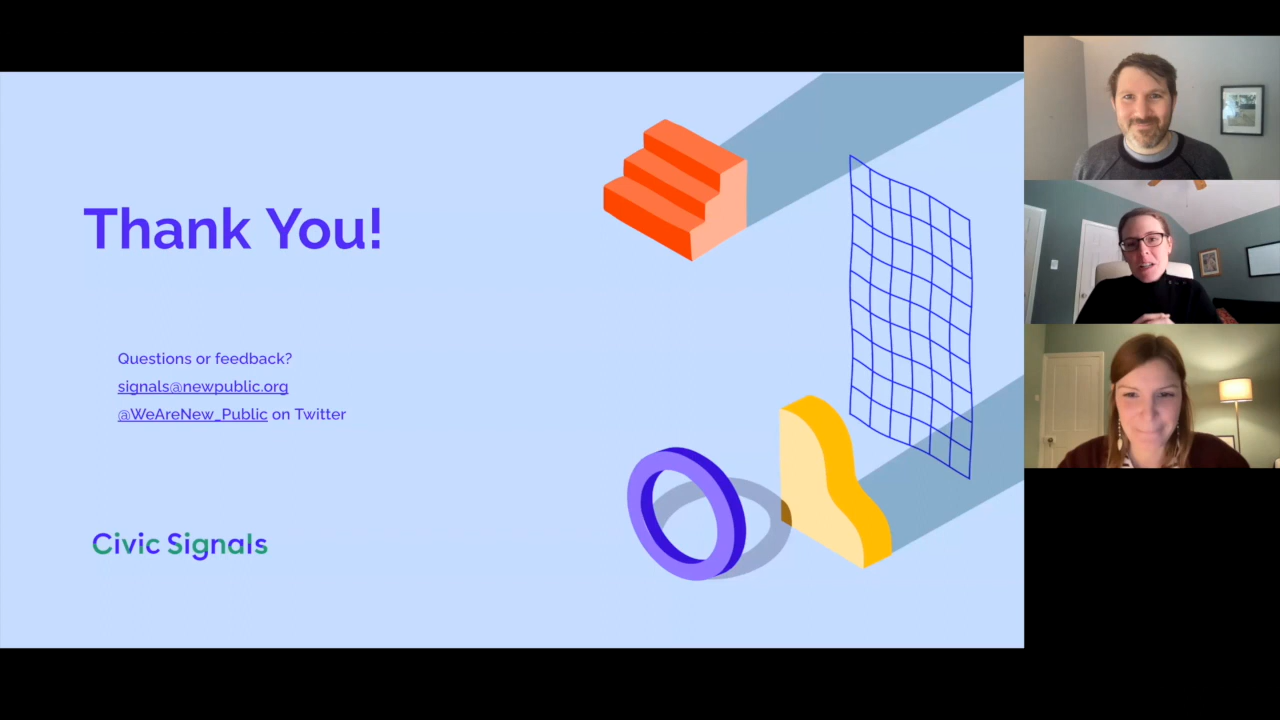 Thank You!
Questions or feedback?
signals@newpublic.org
@WeAreNew_Public on Twitter
Civic Signals